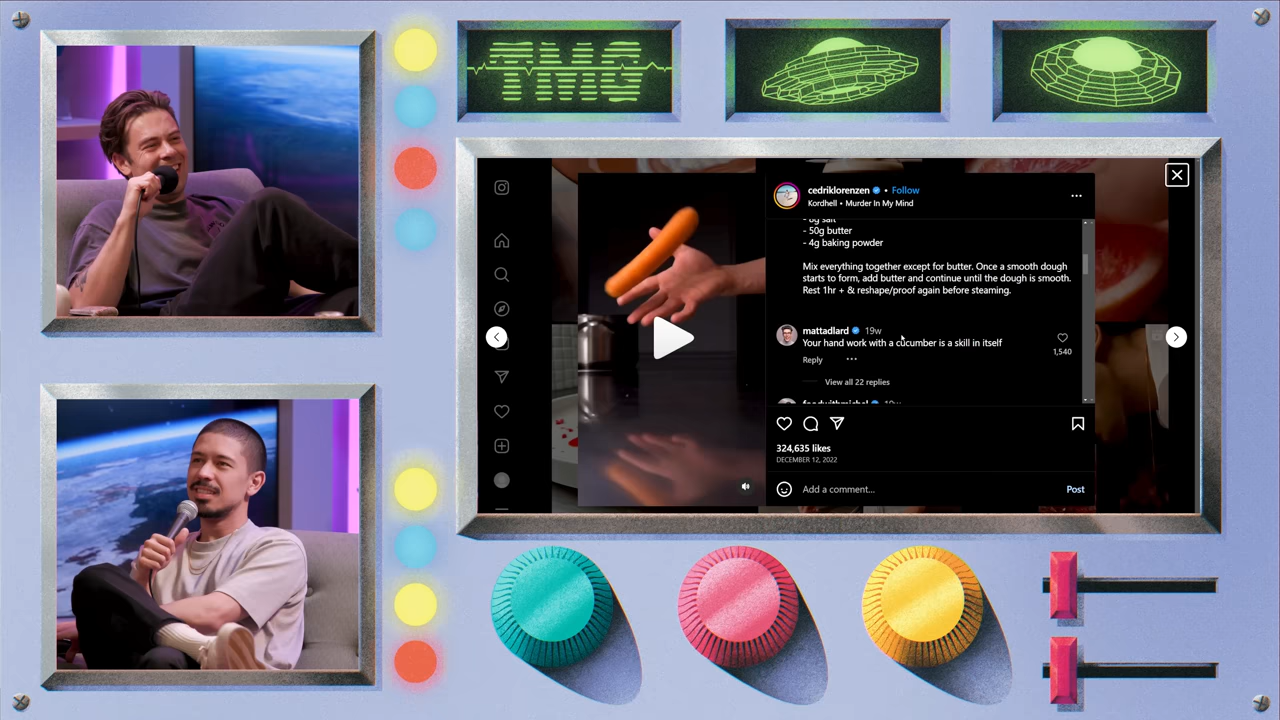 TMG
cedriklorenzen • Follow
Kordhell • Murder In My Mind
- 8g salt
- 50g butter
- 4g baking powder
Mix everything together except for butter. Once a smooth dough
starts to form, add butter and continue until the dough is smooth.
Rest 1hr + & reshape/proof again before steaming.
mattadlard 19w
Your hand work with a cucumber is a skill in itself
1,540
Reply
View all 22 replies
324,635 likes
DECEMBER 12, 2022
Add a comment... Post